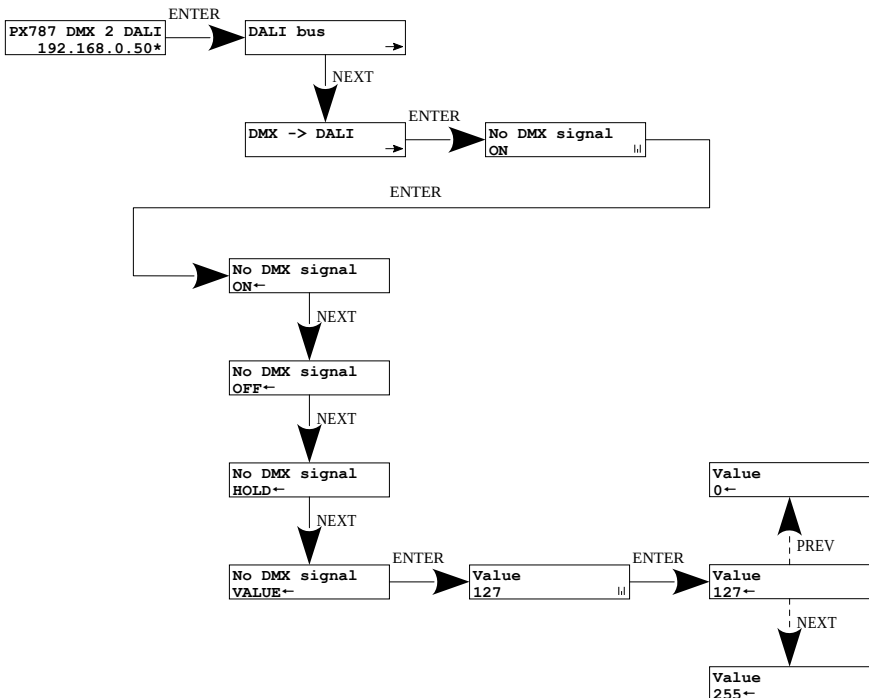 ENTER
PX787 DMX 2 DALI
192.168.0.50*
DALI bus
NEXT
ENTER
DMX -> DALI
No DMX signal
ON
ENTER
No DMX signal
ON←
NEXT
No DMX signal
OFF←
NEXT
No DMX signal
HOLD←
NEXT
Value
0←
PREV
No DMX signal
VALUE←
ENTER
Value
127
ENTER
Value
127←
NEXT
Value
255←